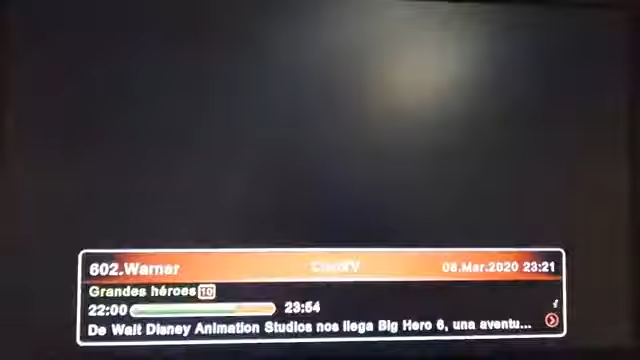 602.Warner ClaroTV 08.Mar.2020 23:21
Grandes héroes 10
22:00 23:54 i
De Walt Disney Animation Studios nos llega Big Hero 6, una aventu...